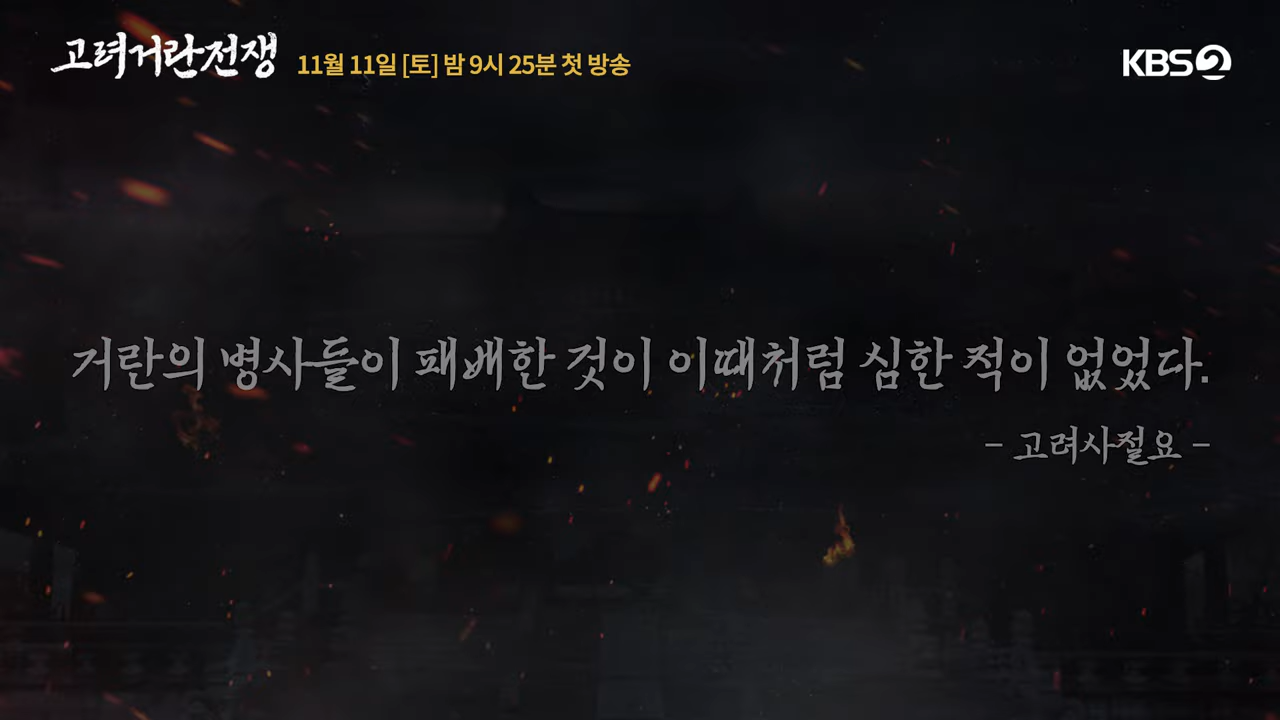 고려거란전쟁 11월 11일 [토] 밤 9시 25분 첫 방송
KBS2
거란의 병사들이 패배한 것이 이때처럼 심한 적이 없었다.
- 고려사절요 -